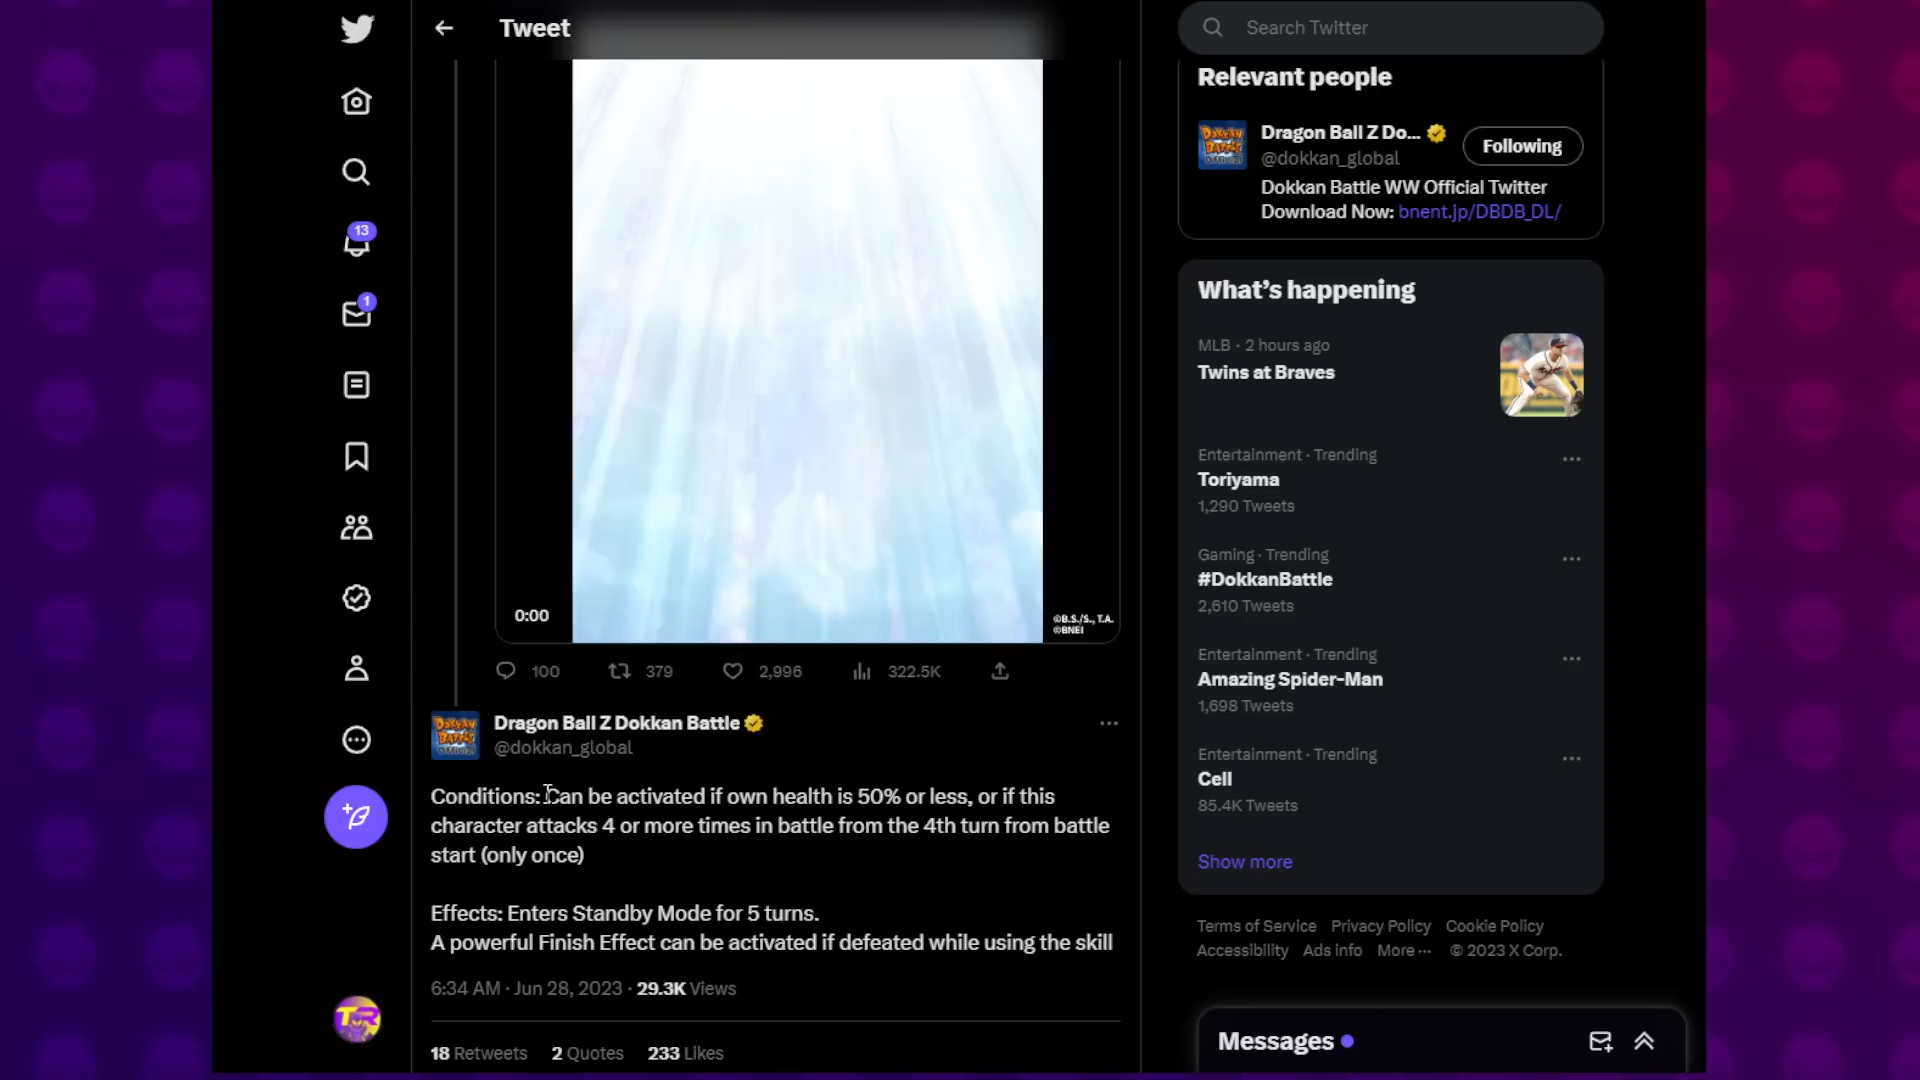 Tweet
Search Twitter
13
1
0:00
©B.S./S., T.A.
©BNEI
100 379 2,996 322.5K
Dragon Ball Z Dokkan Battle
@dokkan_global
Conditions: Can be activated if own health is 50% or less, or if this
character attacks 4 or more times in battle from the 4th turn from battle
start (only once)
Effects: Enters Standby Mode for 5 turns.
A powerful Finish Effect can be activated if defeated while using the skill
6:34 AM · Jun 28, 2023 · 29.3K Views
18 Retweets 2 Quotes 233 Likes
Relevant people
DOKKAN
BATTLE
Official
Dragon Ball Z Do...
@dokkan_global
Following
Dokkan Battle WW Official Twitter
Download Now: bnent.jp/DBDB_DL/
What's happening
MLB · 2 hours ago
Twins at Braves
Entertainment · Trending
Toriyama
1,290 Tweets
Gaming · Trending
#DokkanBattle
2,610 Tweets
Entertainment · Trending
Amazing Spider-Man
1,698 Tweets
Entertainment · Trending
Cell
85.4K Tweets
Show more
Terms of Service Privacy Policy Cookie Policy
Accessibility Ads info More ··· © 2023 X Corp.
Messages
TR